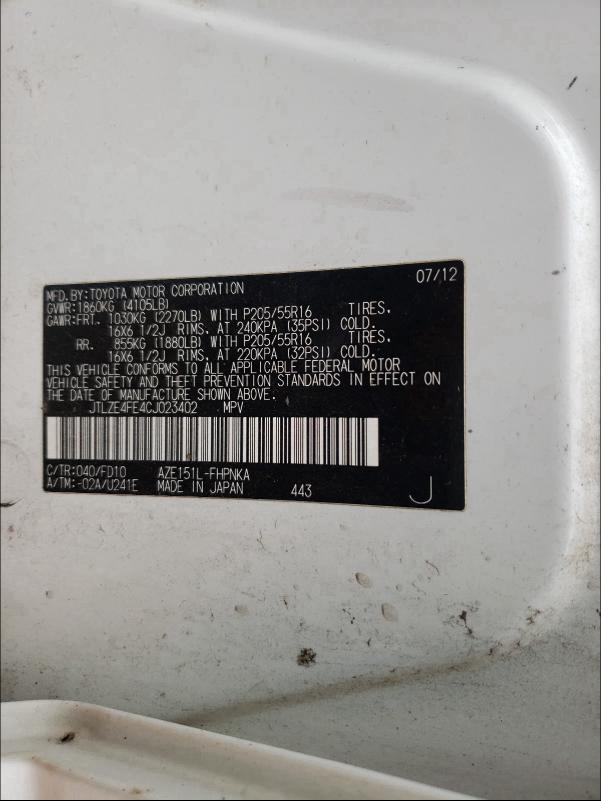 07/12
MFD.BY:TOYOTA MOTOR CORPORATION
GVWR:1860KG (4105LB)
GAWR:FRT. 1030KG (2270LB) WITH P205/55R16 TIRES.
16X6 1/2J RIMS, AT 240KPA (35PSI) COLD.
RR. 855KG (1880LB) WITH P205/55R16 TIRES.
16X6 1/2J RIMS, AT 220KPA (32PSI) COLD.
THIS VEHICLE CONFORMS TO ALL APPLICABLE FEDERAL MOTOR
VEHICLE SAFETY AND THEFT PREVENTION STANDARDS IN EFFECT ON
THE DATE OF MANUFACTURE SHOWN ABOVE.
JTLZE4FE4CJ023402 MPV
C/TR:040/FD10 AZE151L-FHPNKA
A/TM:-02A/U241E MADE IN JAPAN 443 J